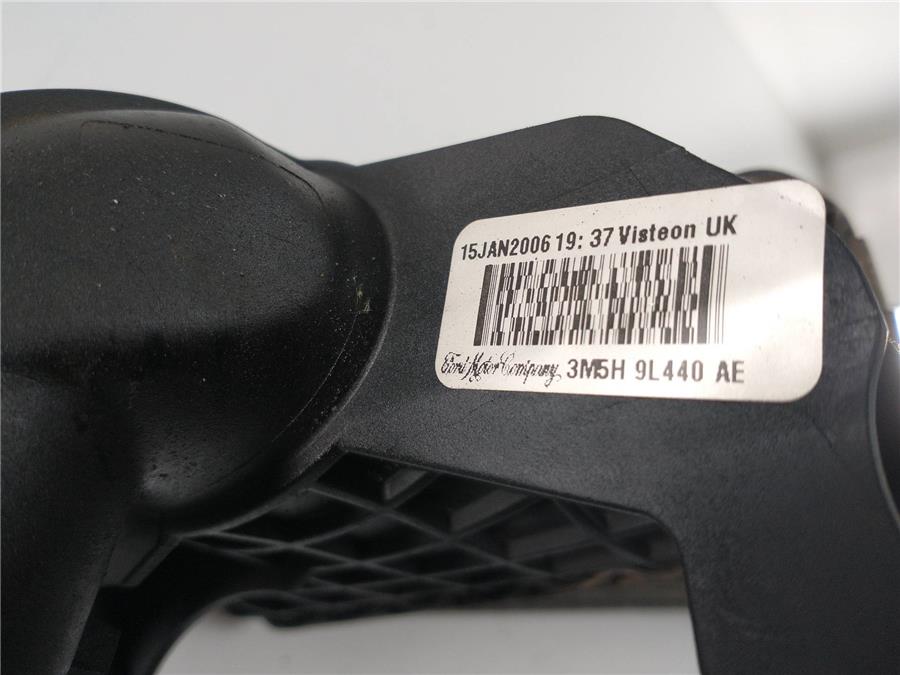 15JAN2006 19: 37 Visteon UK
Ford Motor Company 3M5H 9L440 AE